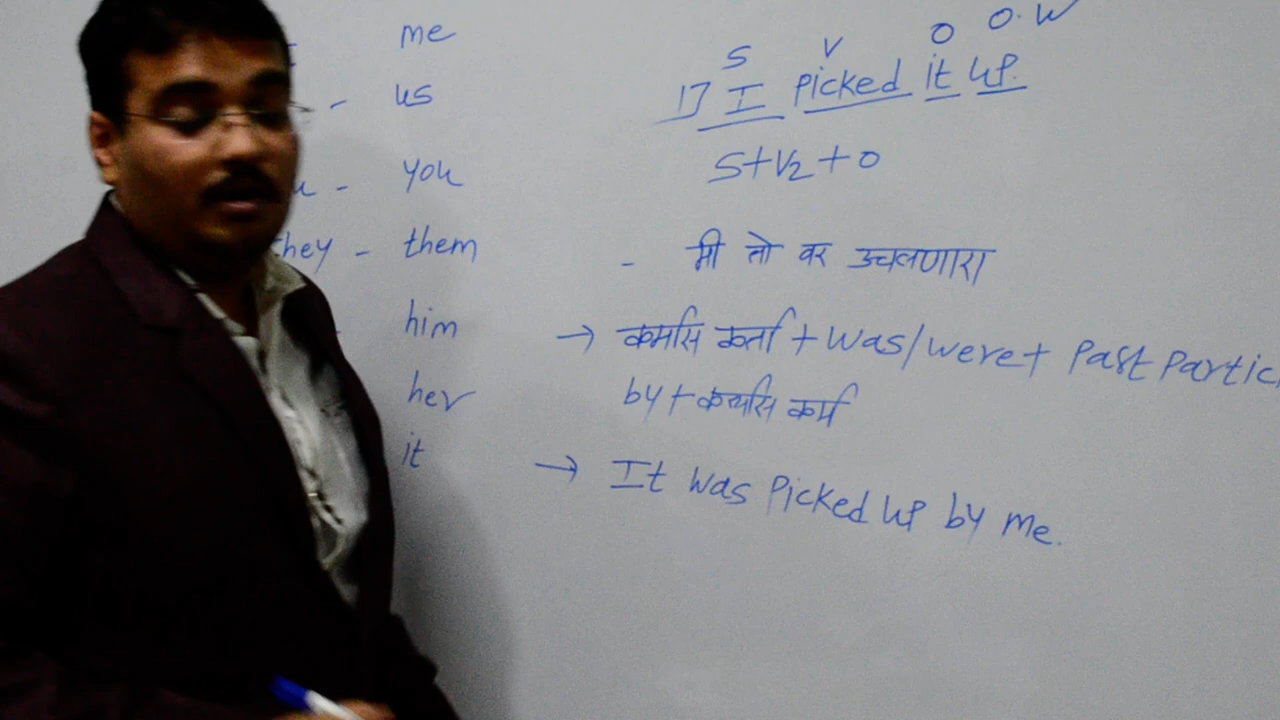 me
us
you
they - them
him
her
it
S V O O.W
1] I picked it up.
S+V2+O
- मी तो वर उचलणारा
→ कर्मास कर्ता + was/were + Past Partic
by + कर्त्यास कर्म
→ It was picked up by me.